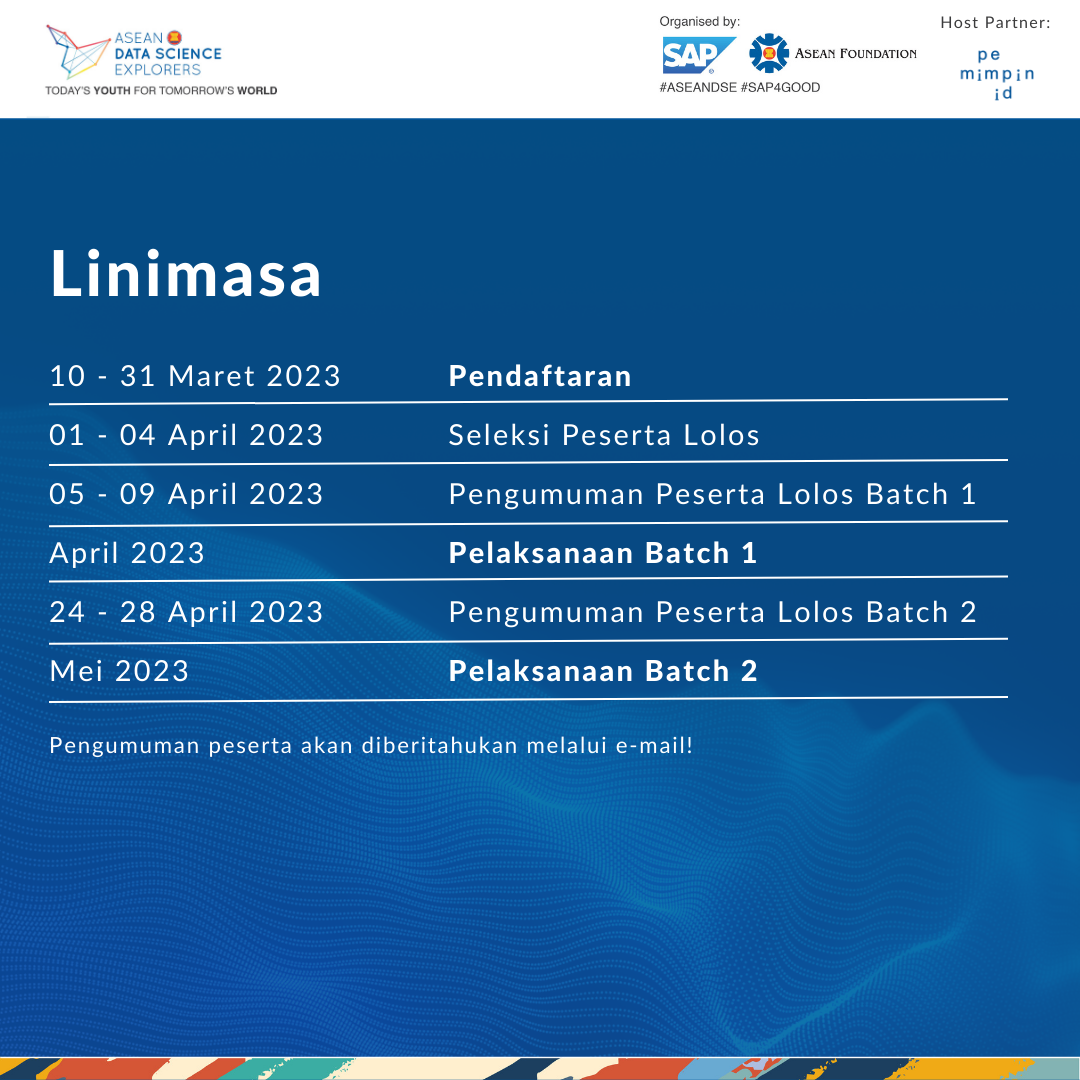 ASEAN
DATA SCIENCE
EXPLORERS
TODAY'S YOUTH FOR TOMORROW'S WORLD
Organised by:
SAP ®
ASEAN FOUNDATION
#ASEANDSE #SAP4GOOD
Host Partner:
pe
mimpin
id
Linimasa
10 - 31 Maret 2023 Pendaftaran
01 - 04 April 2023 Seleksi Peserta Lolos
05 - 09 April 2023 Pengumuman Peserta Lolos Batch 1
April 2023 Pelaksanaan Batch 1
24 - 28 April 2023 Pengumuman Peserta Lolos Batch 2
Mei 2023 Pelaksanaan Batch 2
Pengumuman peserta akan diberitahukan melalui e-mail!